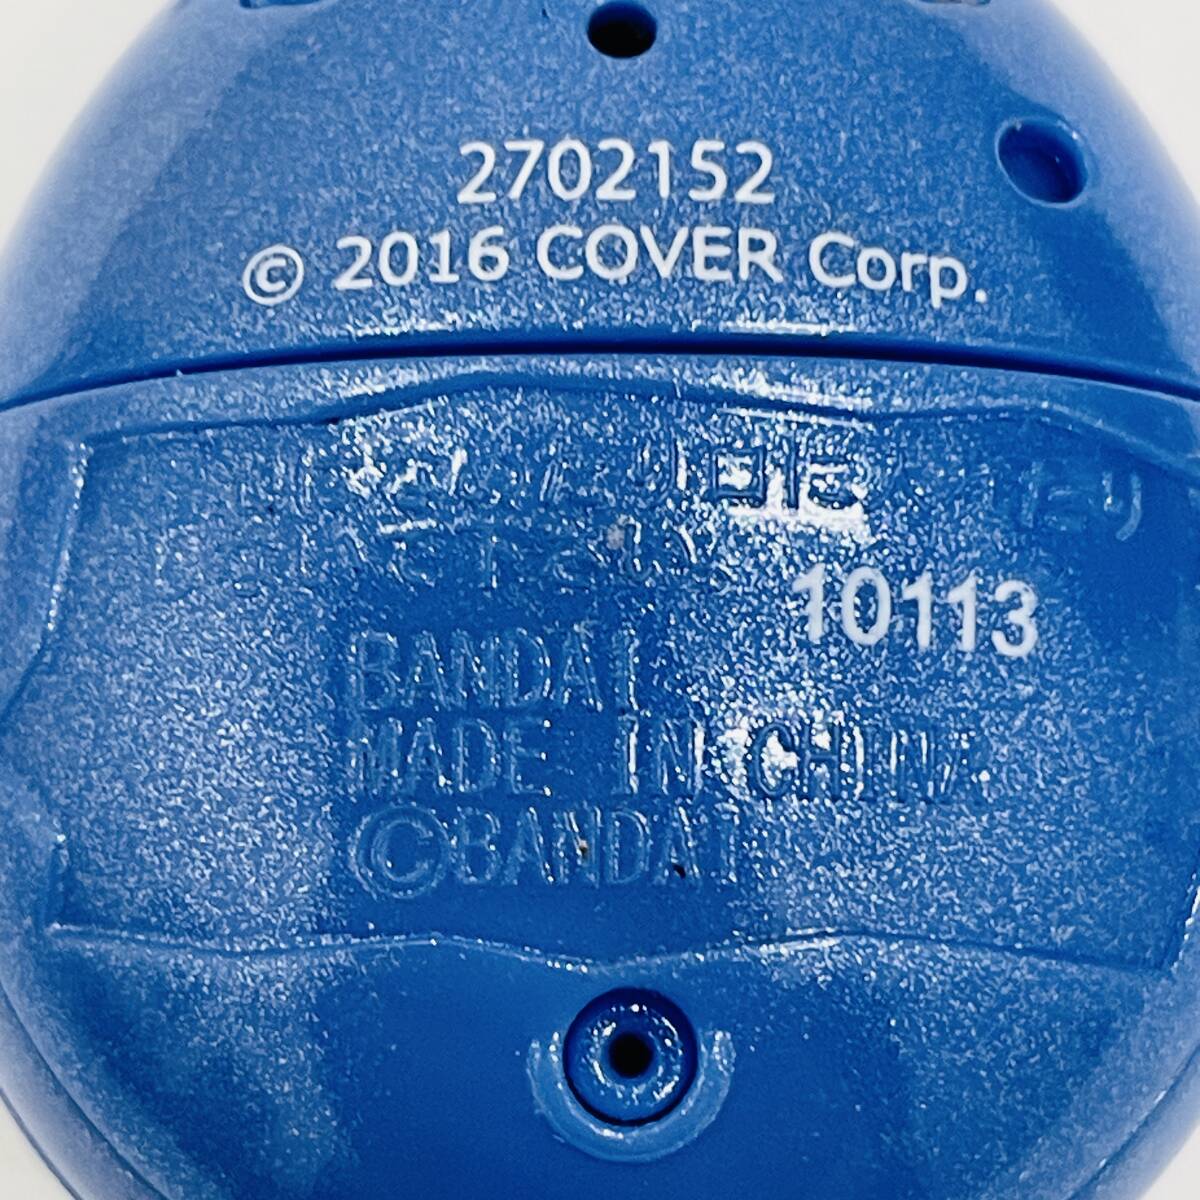 2702152
© 2016 COVER Corp.
10113
BANDAI
MADE IN CHINA
©BANDAI